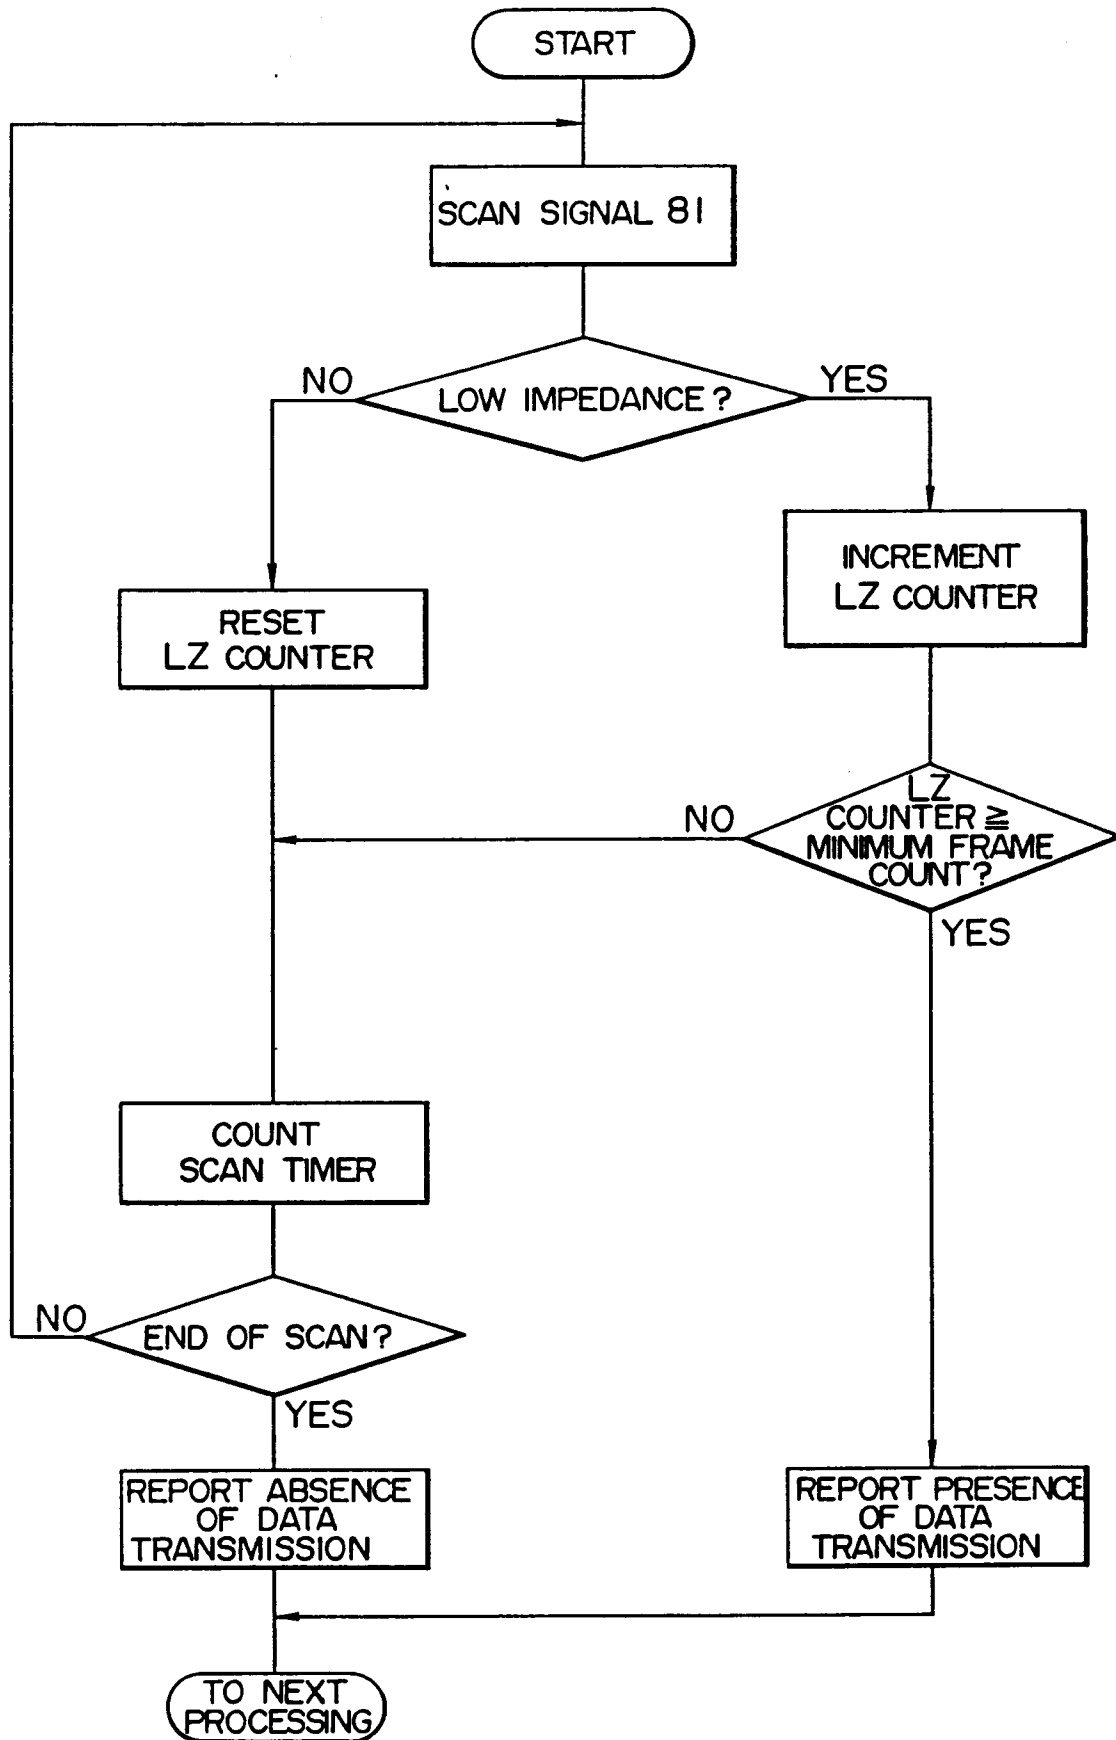 START
SCAN SIGNAL 81
LOW IMPEDANCE?
NO
YES
INCREMENT
LZ COUNTER
RESET
LZ COUNTER
LZ
COUNTER ≧
MINIMUM FRAME
COUNT?
NO
YES
COUNT
SCAN TIMER
END OF SCAN?
NO
YES
REPORT ABSENCE
OF DATA
TRANSMISSION
REPORT PRESENCE
OF DATA
TRANSMISSION
TO NEXT
PROCESSING